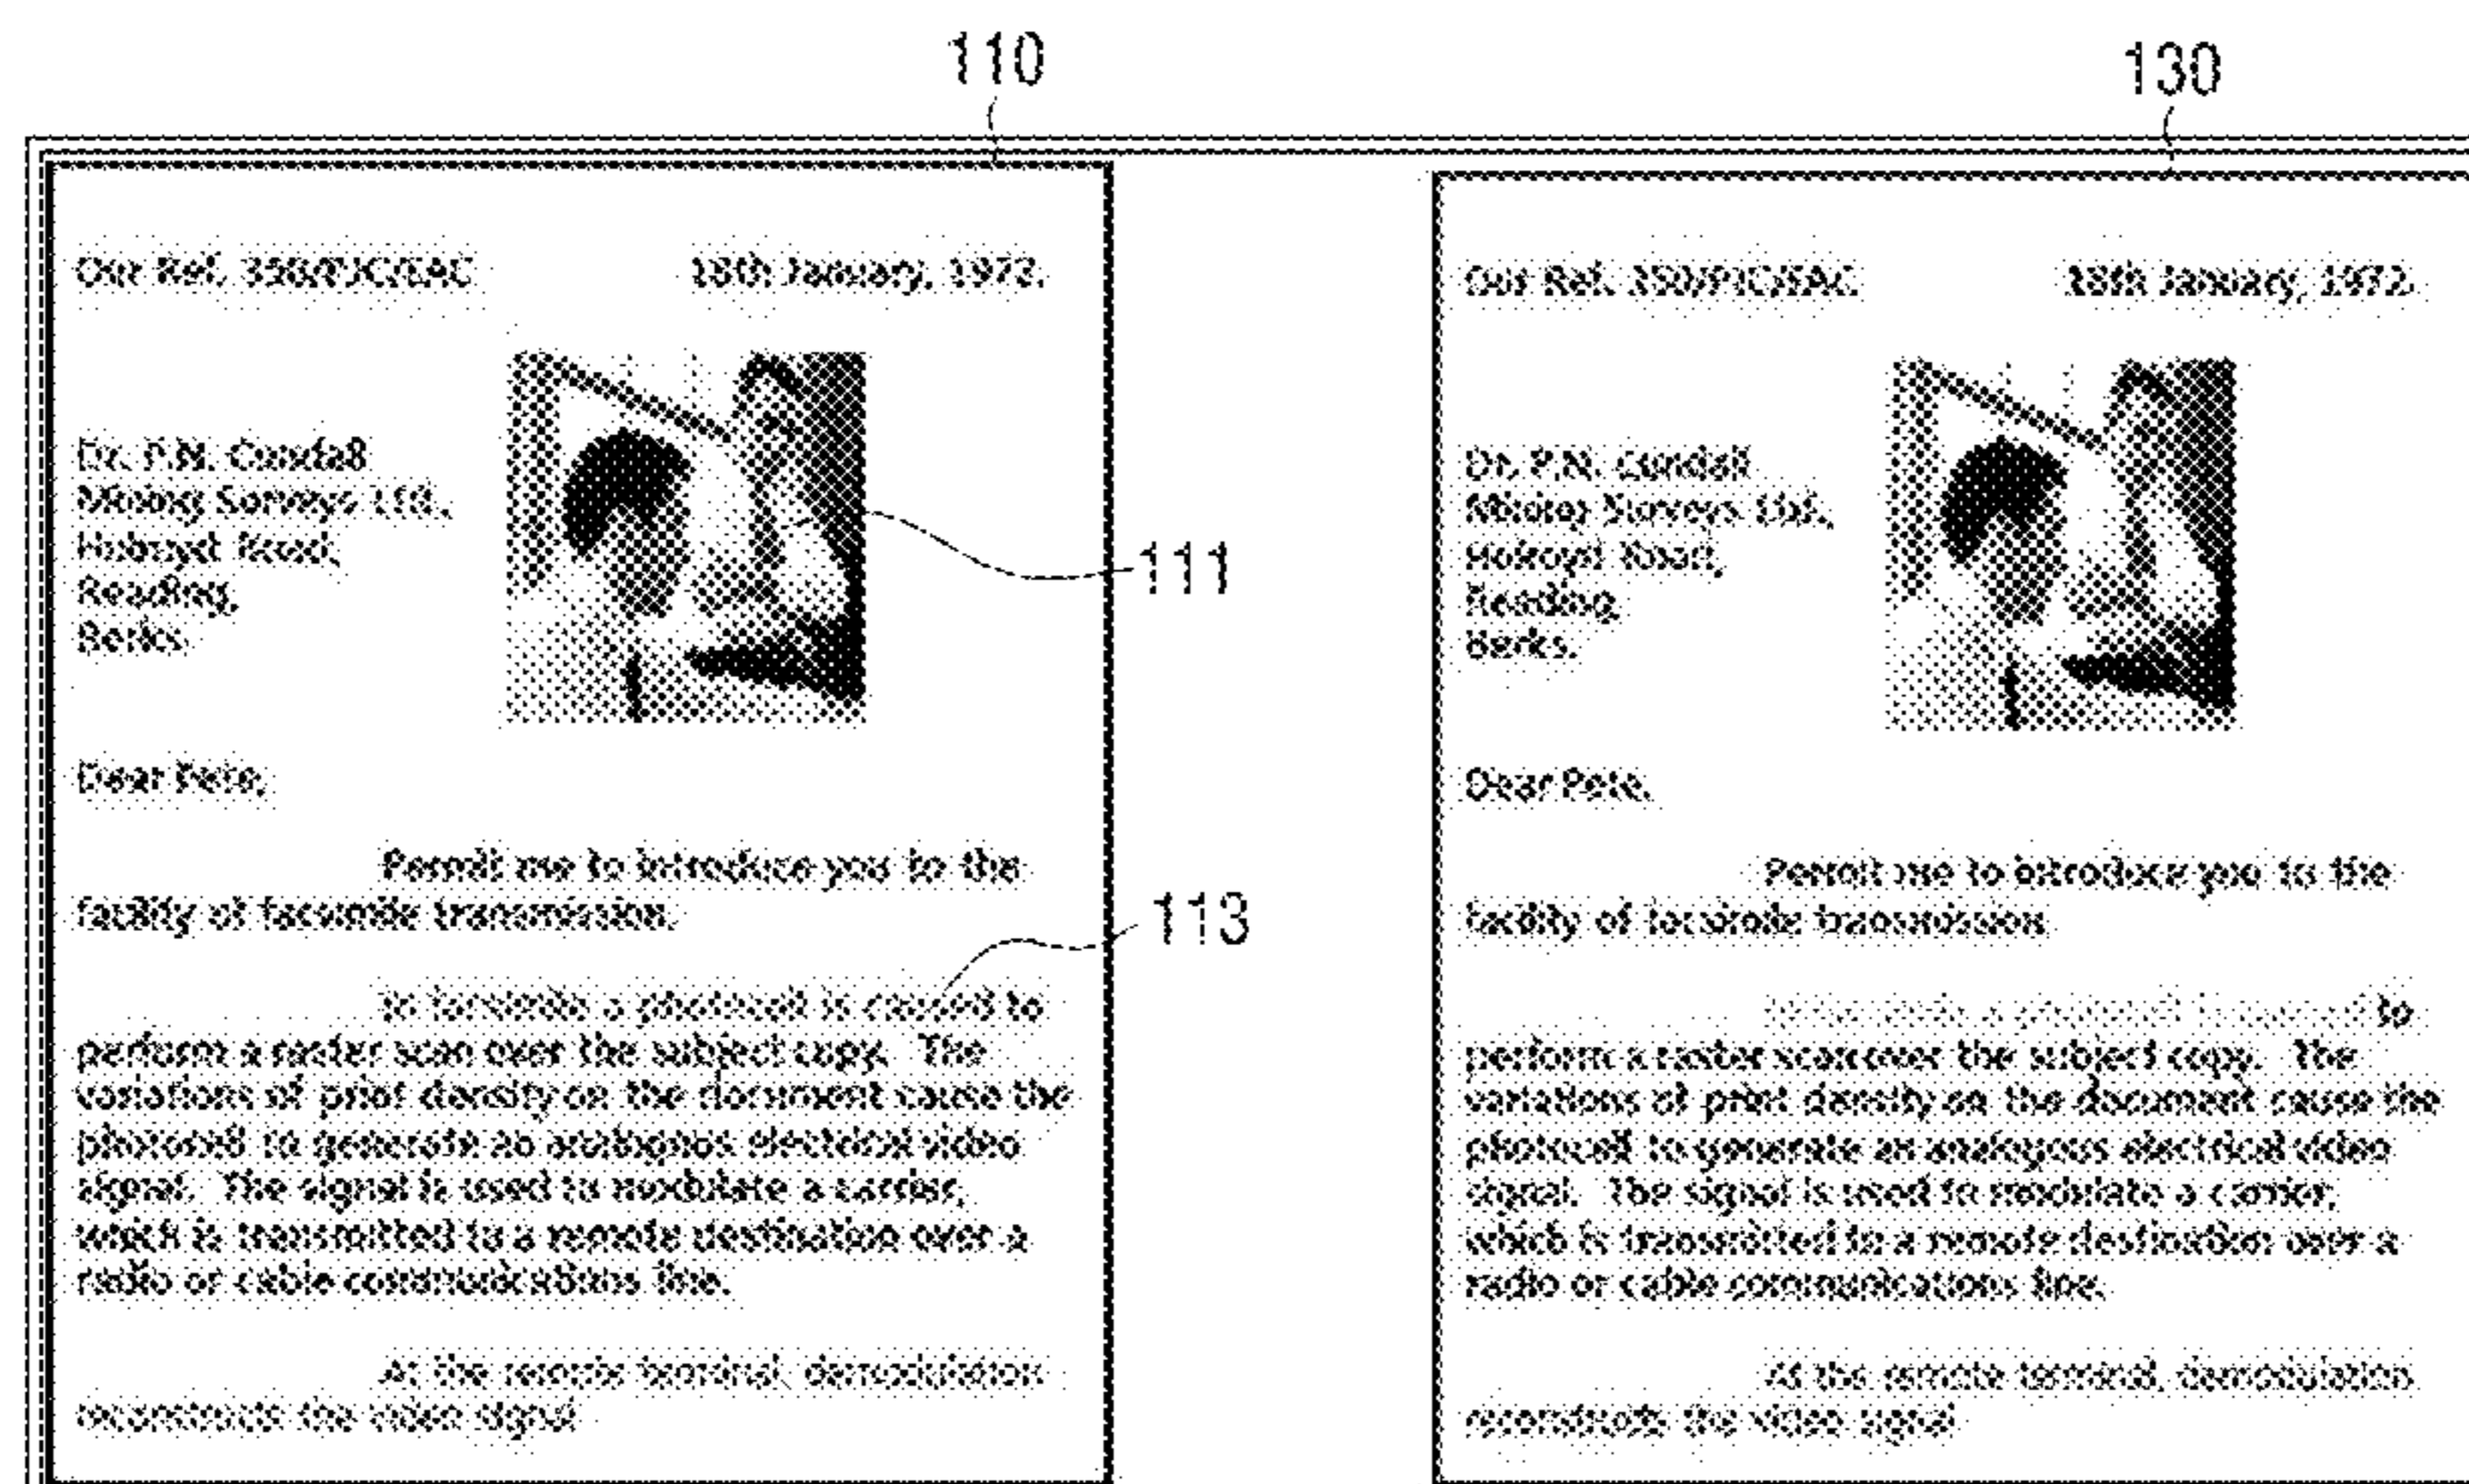 110
Our Ref. 350/PJC/EAC 18th January, 1972.
Dr. P.N. Cundall
Mining Surveys Ltd.,
Holroyd Road,
Reading,
Berks.
111
Dear Pete,
Permit me to introduce you to the
facility of facsimile transmission.
113
In facsimile a photocell is caused to
perform a raster scan over the subject copy. The
variations of print density on the document cause the
photocell to generate an analogous electrical video
signal. The signal is used to modulate a carrier,
which is transmitted to a remote destination over a
radio or cable communications line.
At the remote terminal, demodulation
reconstructs the video signal
130
Our Ref. 350/PJC/EAC 18th January, 1972.
Dr. P.N. Cundall
Mining Surveys Ltd.,
Holroyd Road,
Reading,
Berks.
Dear Pete,
Permit me to introduce you to the
facility of facsimile transmission.
to
perform a raster scan over the subject copy. The
variations of print density on the document cause the
photocell to generate an analogous electrical video
signal. The signal is used to modulate a carrier,
which is transmitted to a remote destination over a
radio or cable communications line.
At the remote terminal, demodulation
reconstructs the video signal